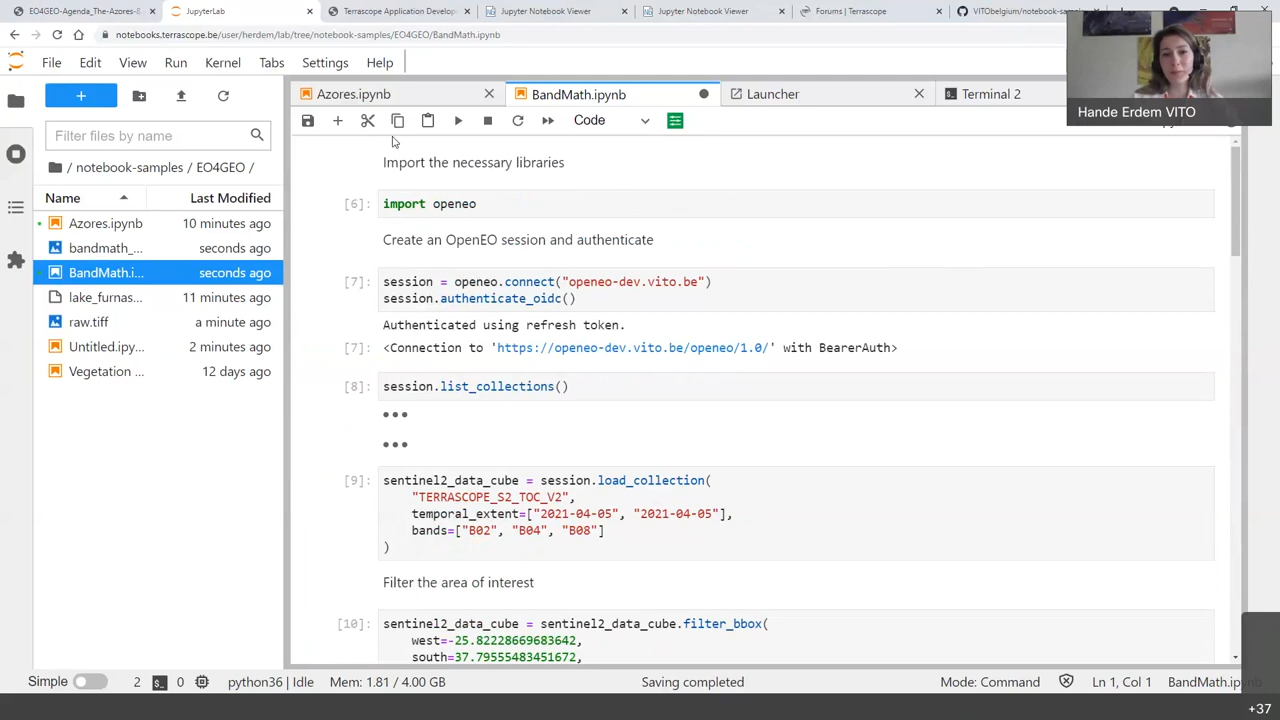 EO4GEO-Agenda_The-Azores-8
JupyterLab
Terrascope Application Develop
Jupyter Notebook Viewer
Jupyter Notebook Viewer
Forums | Terrascope
VITObelgium/notebook-samp
notebooks.terrascope.be/user/herdem/lab/tree/notebook-samples/EO4GEO/BandMath.ipynb
File Edit View Run Kernel Tabs Settings Help
Hande Erdem VITO
Azores.ipynb
BandMath.ipynb
Launcher
Terminal 2
Code
Filter files by name
/ notebook-samples / EO4GEO /
Name Last Modified
Azores.ipynb 10 minutes ago
bandmath_... seconds ago
BandMath.i... seconds ago
lake_furnas... 11 minutes ago
raw.tiff a minute ago
Untitled.ipy... 2 minutes ago
Vegetation ... 12 days ago
Import the necessary libraries
[6]: import openeo
Create an OpenEO session and authenticate
[7]: session = openeo.connect("openeo-dev.vito.be")
session.authenticate_oidc()
Authenticated using refresh token.
[7]: <Connection to 'https://openeo-dev.vito.be/openeo/1.0/' with BearerAuth>
[8]: session.list_collections()
[9]: sentinel2_data_cube = session.load_collection(
"TERRASCOPE_S2_TOC_V2",
temporal_extent=["2021-04-05", "2021-04-05"],
bands=["B02", "B04", "B08"]
)
Filter the area of interest
[10]: sentinel2_data_cube = sentinel2_data_cube.filter_bbox(
west=-25.82228669683642,
south=37.79555483451672,
Simple 2 0 python36 | Idle Mem: 1.81 / 4.00 GB Saving completed Mode: Command Ln 1, Col 1 BandMath.ipynb
+37